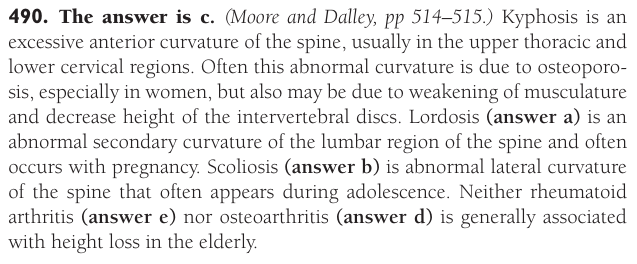 490. The answer is c. (Moore and Dalley, pp 514–515.) Kyphosis is an
excessive anterior curvature of the spine, usually in the upper thoracic and
lower cervical regions. Often this abnormal curvature is due to osteoporo-
sis, especially in women, but also may be due to weakening of musculature
and decrease height of the intervertebral discs. Lordosis (answer a) is an
abnormal secondary curvature of the lumbar region of the spine and often
occurs with pregnancy. Scoliosis (answer b) is abnormal lateral curvature
of the spine that often appears during adolescence. Neither rheumatoid
arthritis (answer e) nor osteoarthritis (answer d) is generally associated
with height loss in the elderly.